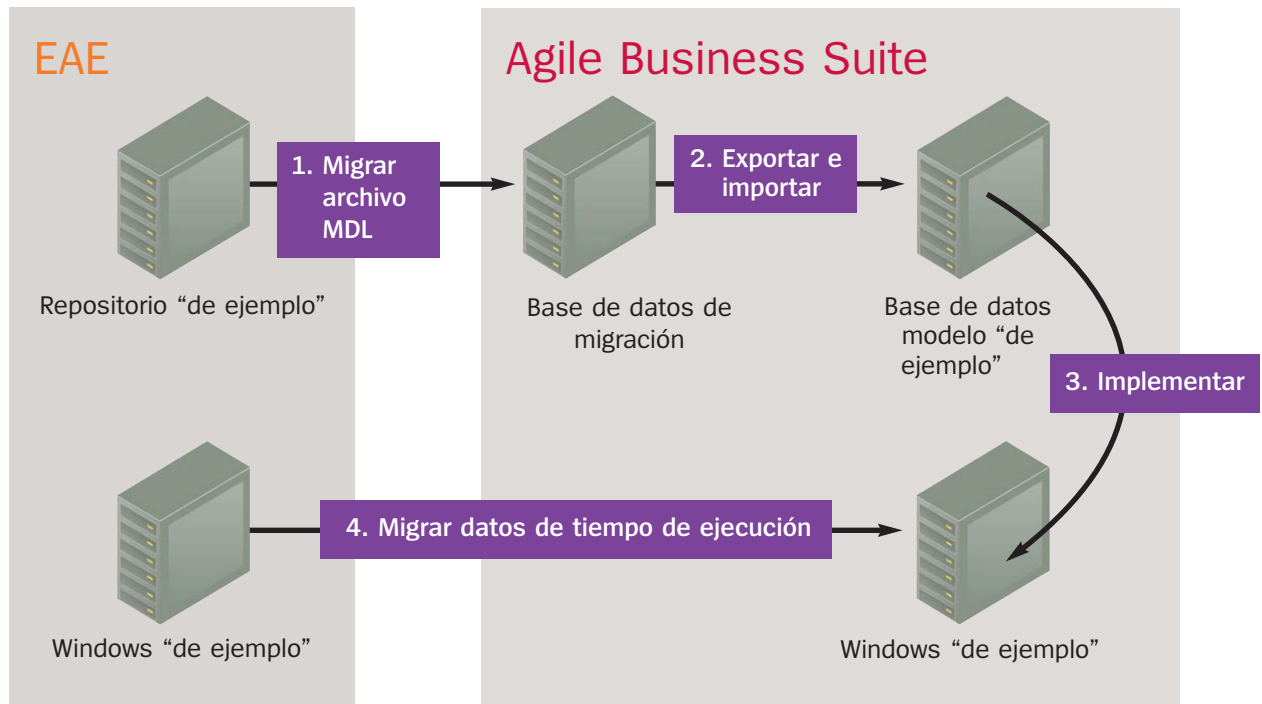 EAE
Agile Business Suite
1. Migrar
archivo
MDL
2. Exportar e
importar
Repositorio “de ejemplo”
Base de datos de
migración
Base de datos
modelo “de
ejemplo”
3. Implementar
4. Migrar datos de tiempo de ejecución
Windows “de ejemplo”
Windows “de ejemplo”